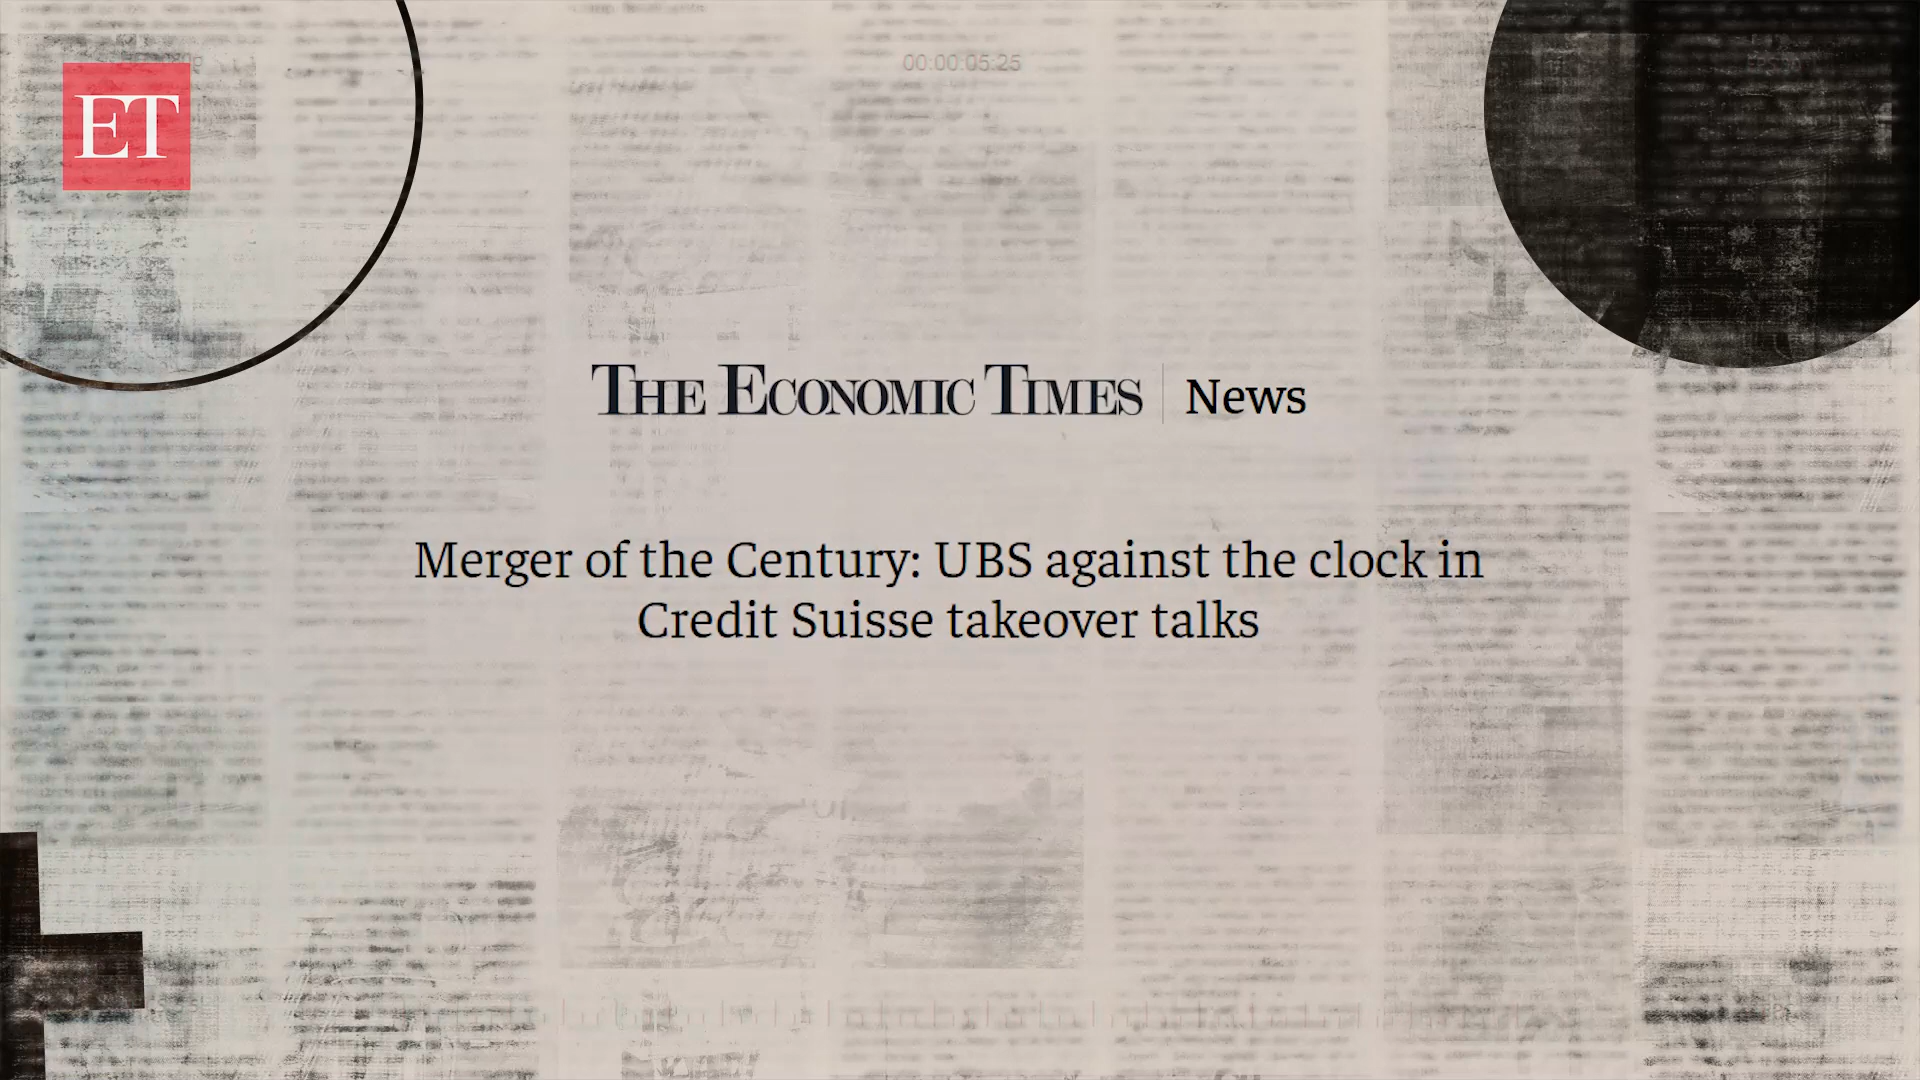 ET
00:00:05:25
THE ECONOMIC TIMES News
Merger of the Century: UBS against the clock in
Credit Suisse takeover talks